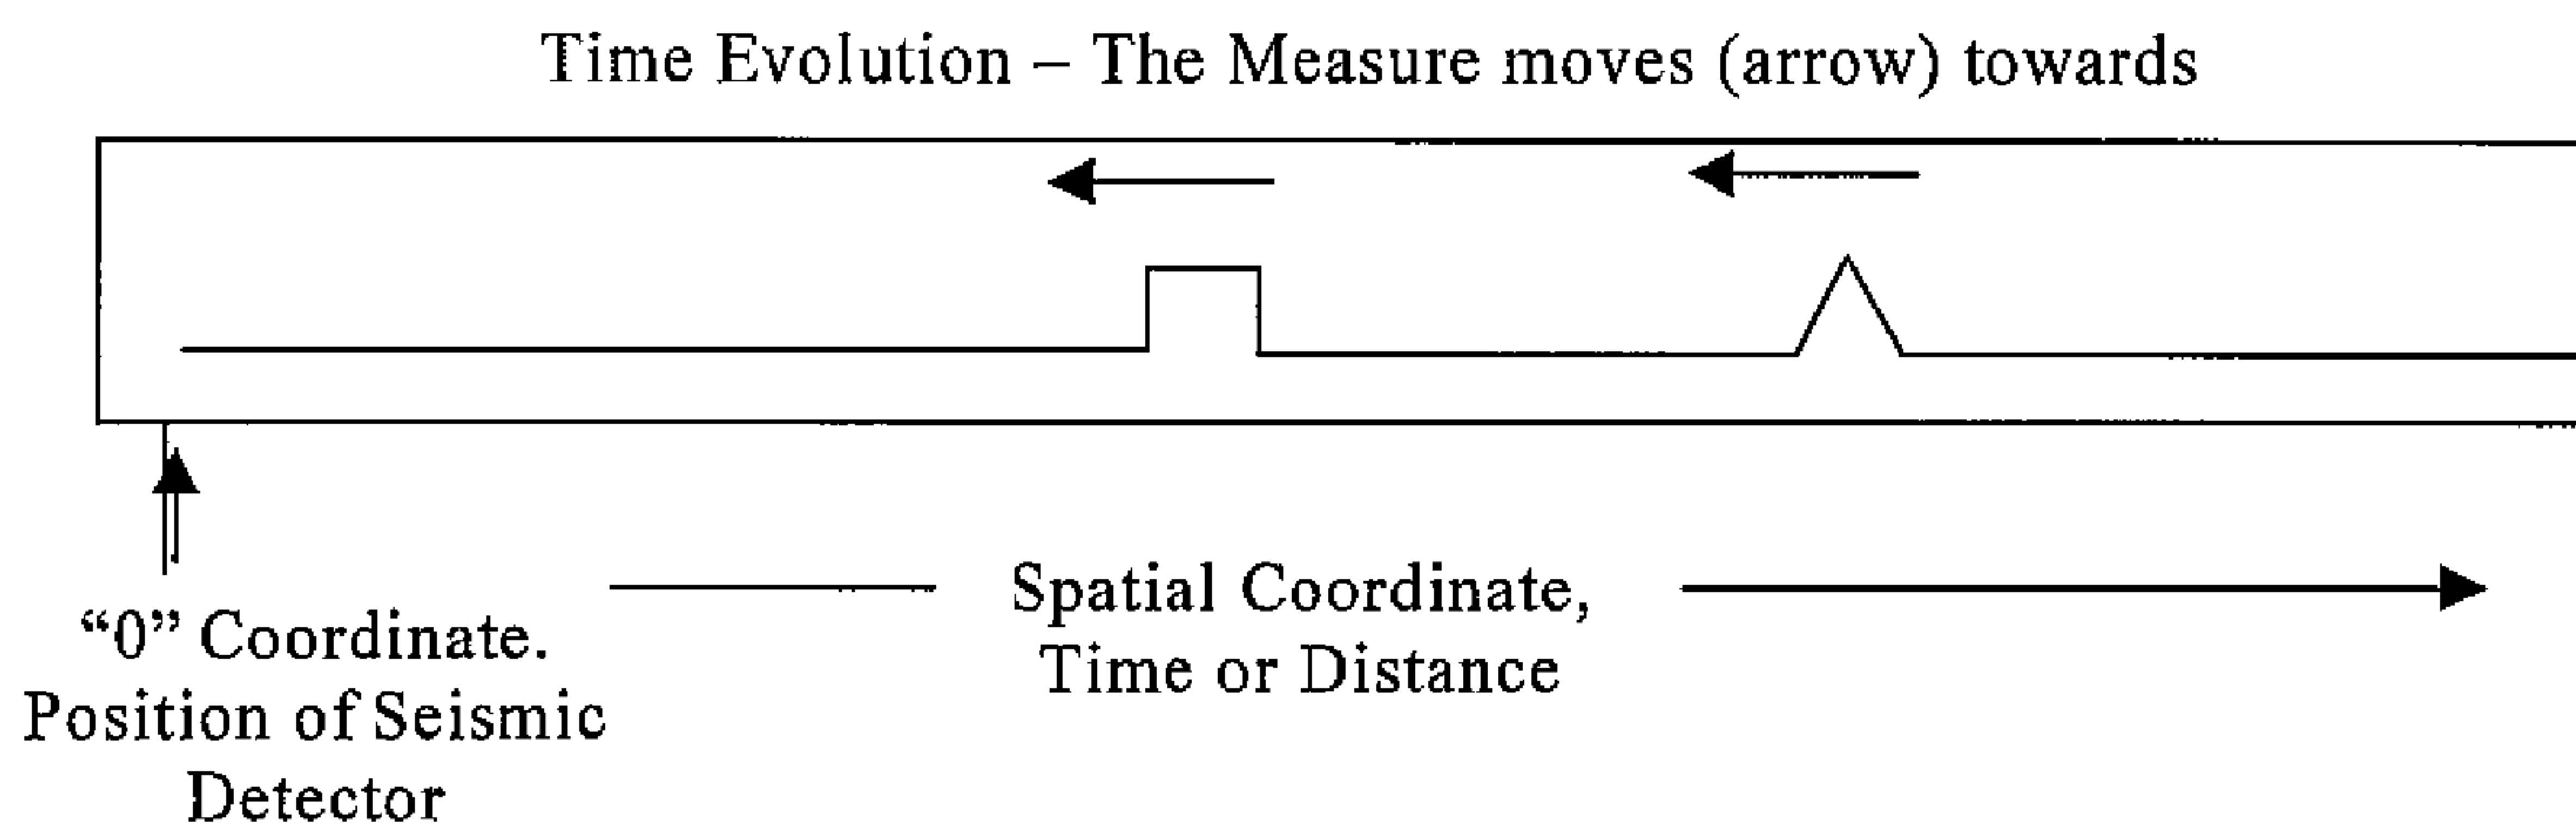 Time Evolution – The Measure moves (arrow) towards
“0” Coordinate.
Position of Seismic
Detector
Spatial Coordinate,
Time or Distance